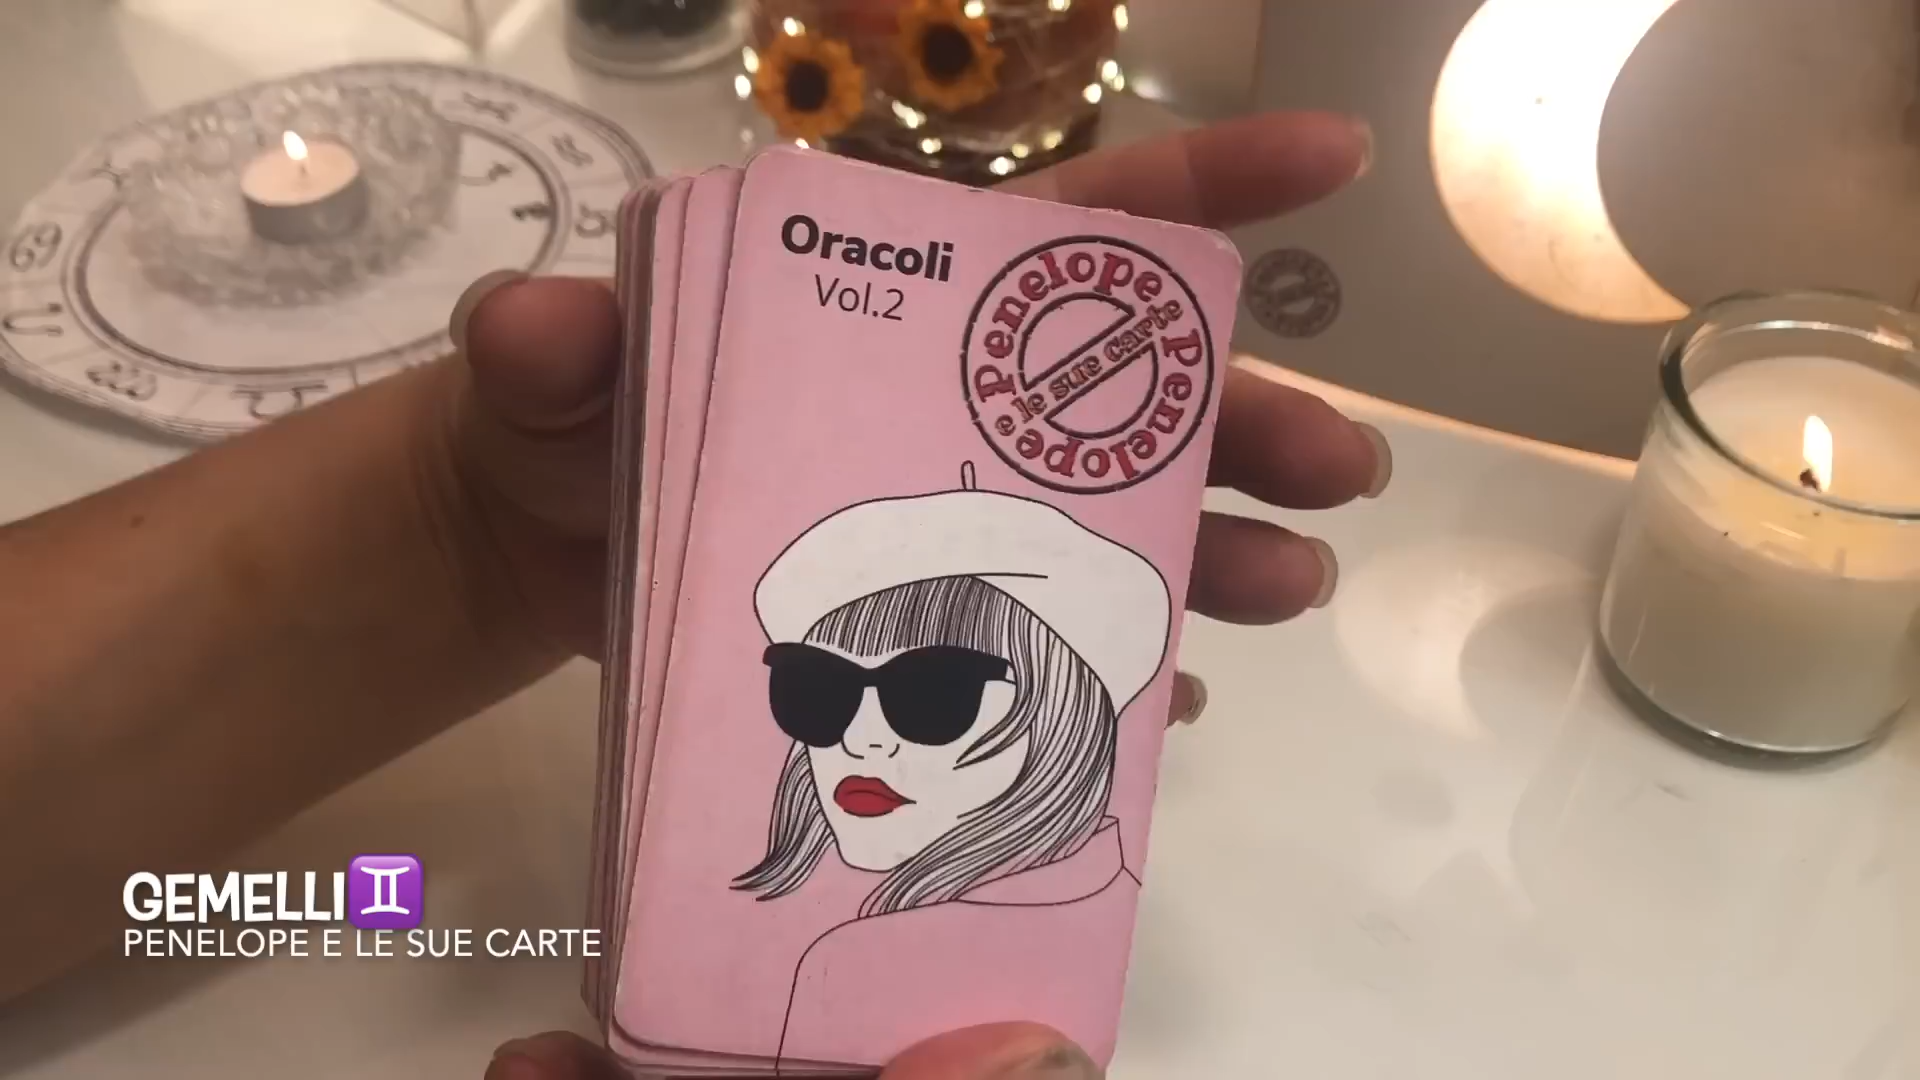 Oracoli
Vol.2
Penelope e Penelope
e le sue carte
GEMELLI♊
PENELOPE E LE SUE CARTE